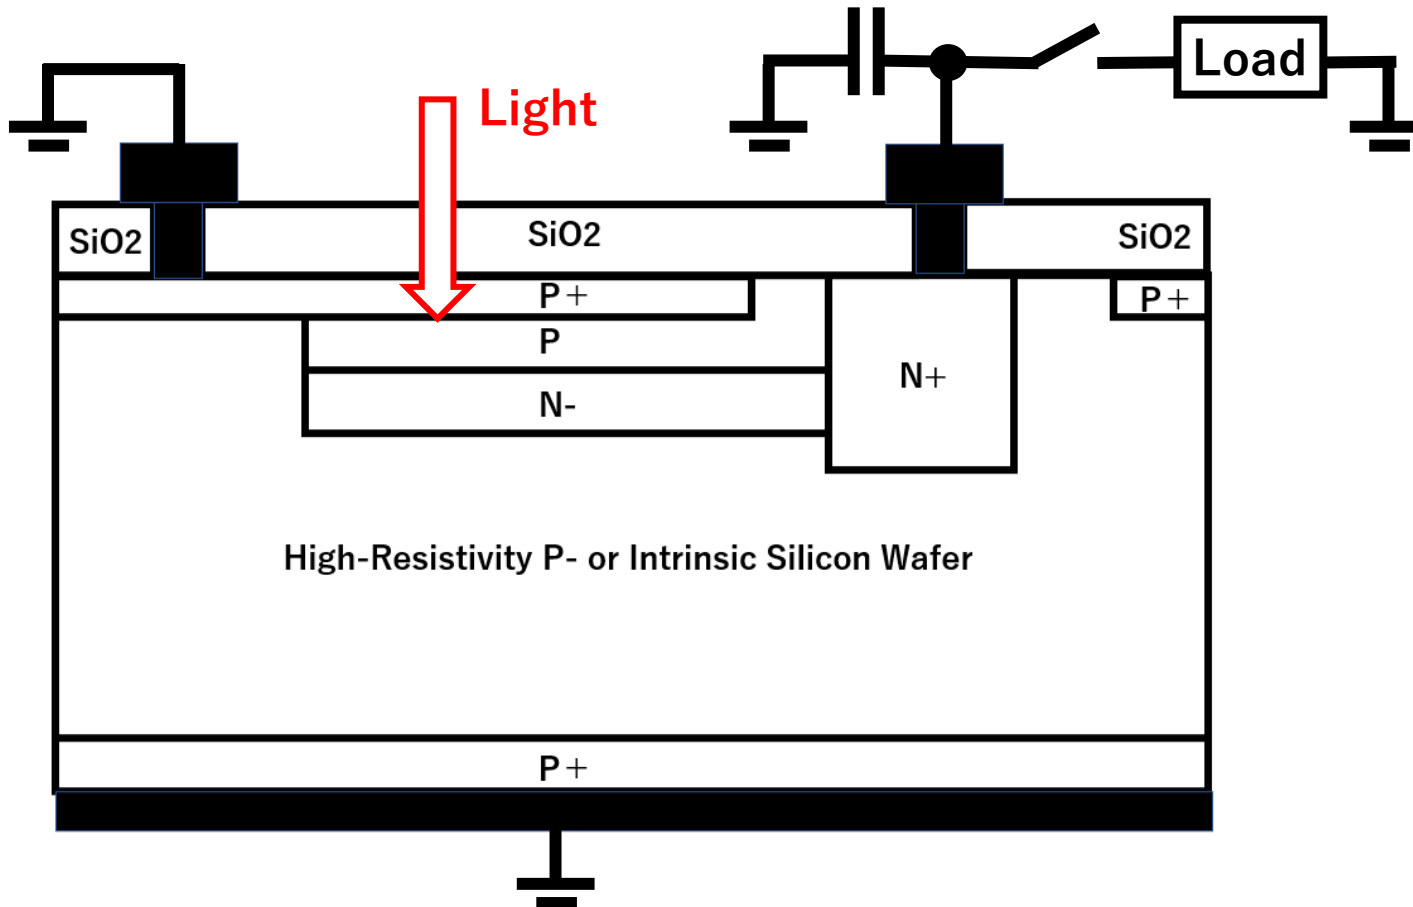 Load
Light
SiO2
SiO2
SiO2
P+
P+
P
N+
N-
High-Resistivity P- or Intrinsic Silicon Wafer
P+